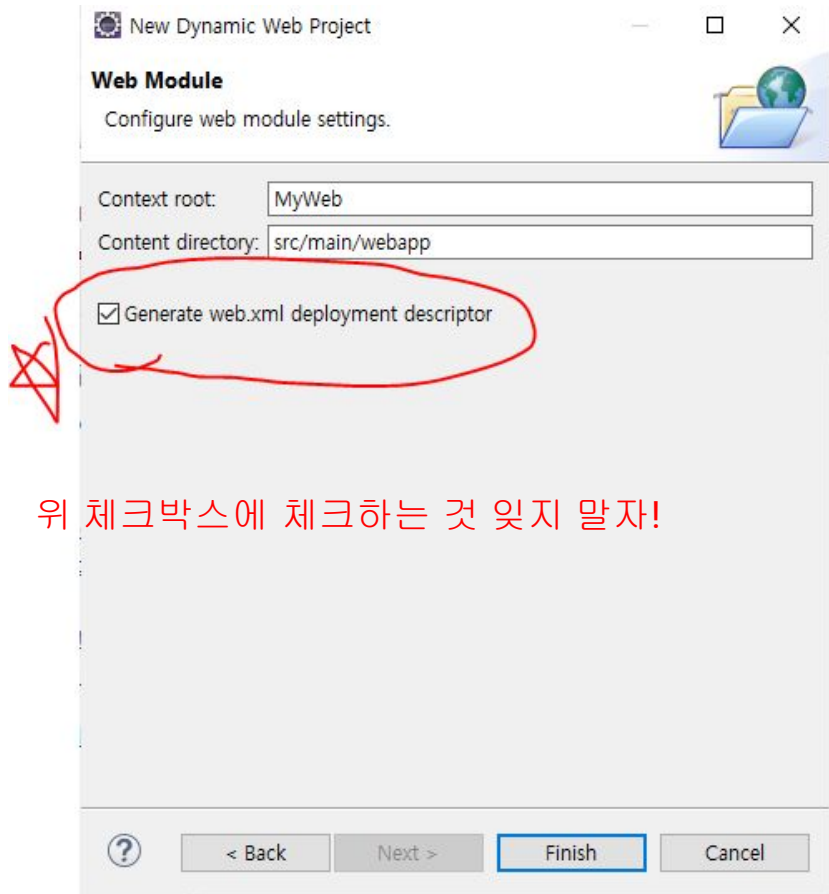 New Dynamic Web Project
Web Module
Configure web module settings.
Context root: MyWeb
Content directory: src/main/webapp
Generate web.xml deployment descriptor
위 체크박스에 체크하는 것 잊지 말자!
? < Back Next > Finish Cancel